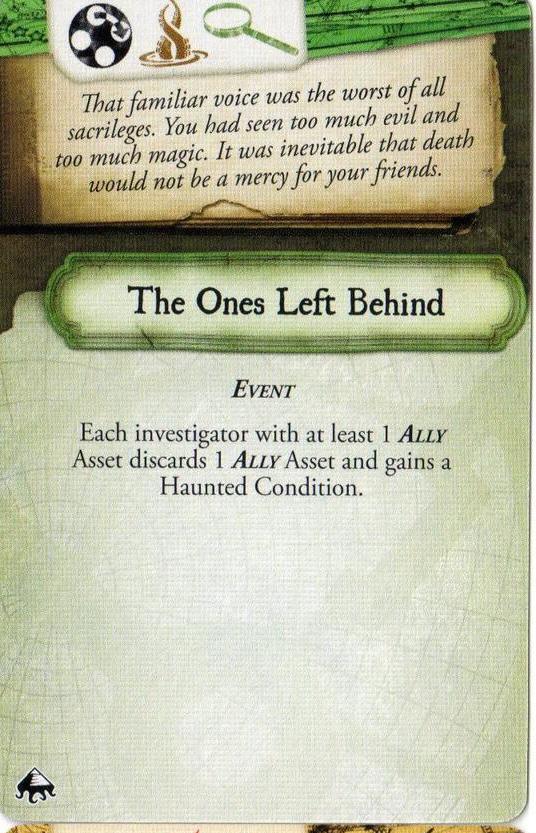 That familiar voice was the worst of all
sacrileges. You had seen too much evil and
too much magic. It was inevitable that death
would not be a mercy for your friends.
The Ones Left Behind
EVENT
Each investigator with at least 1 ALLY
Asset discards 1 ALLY Asset and gains a
Haunted Condition.